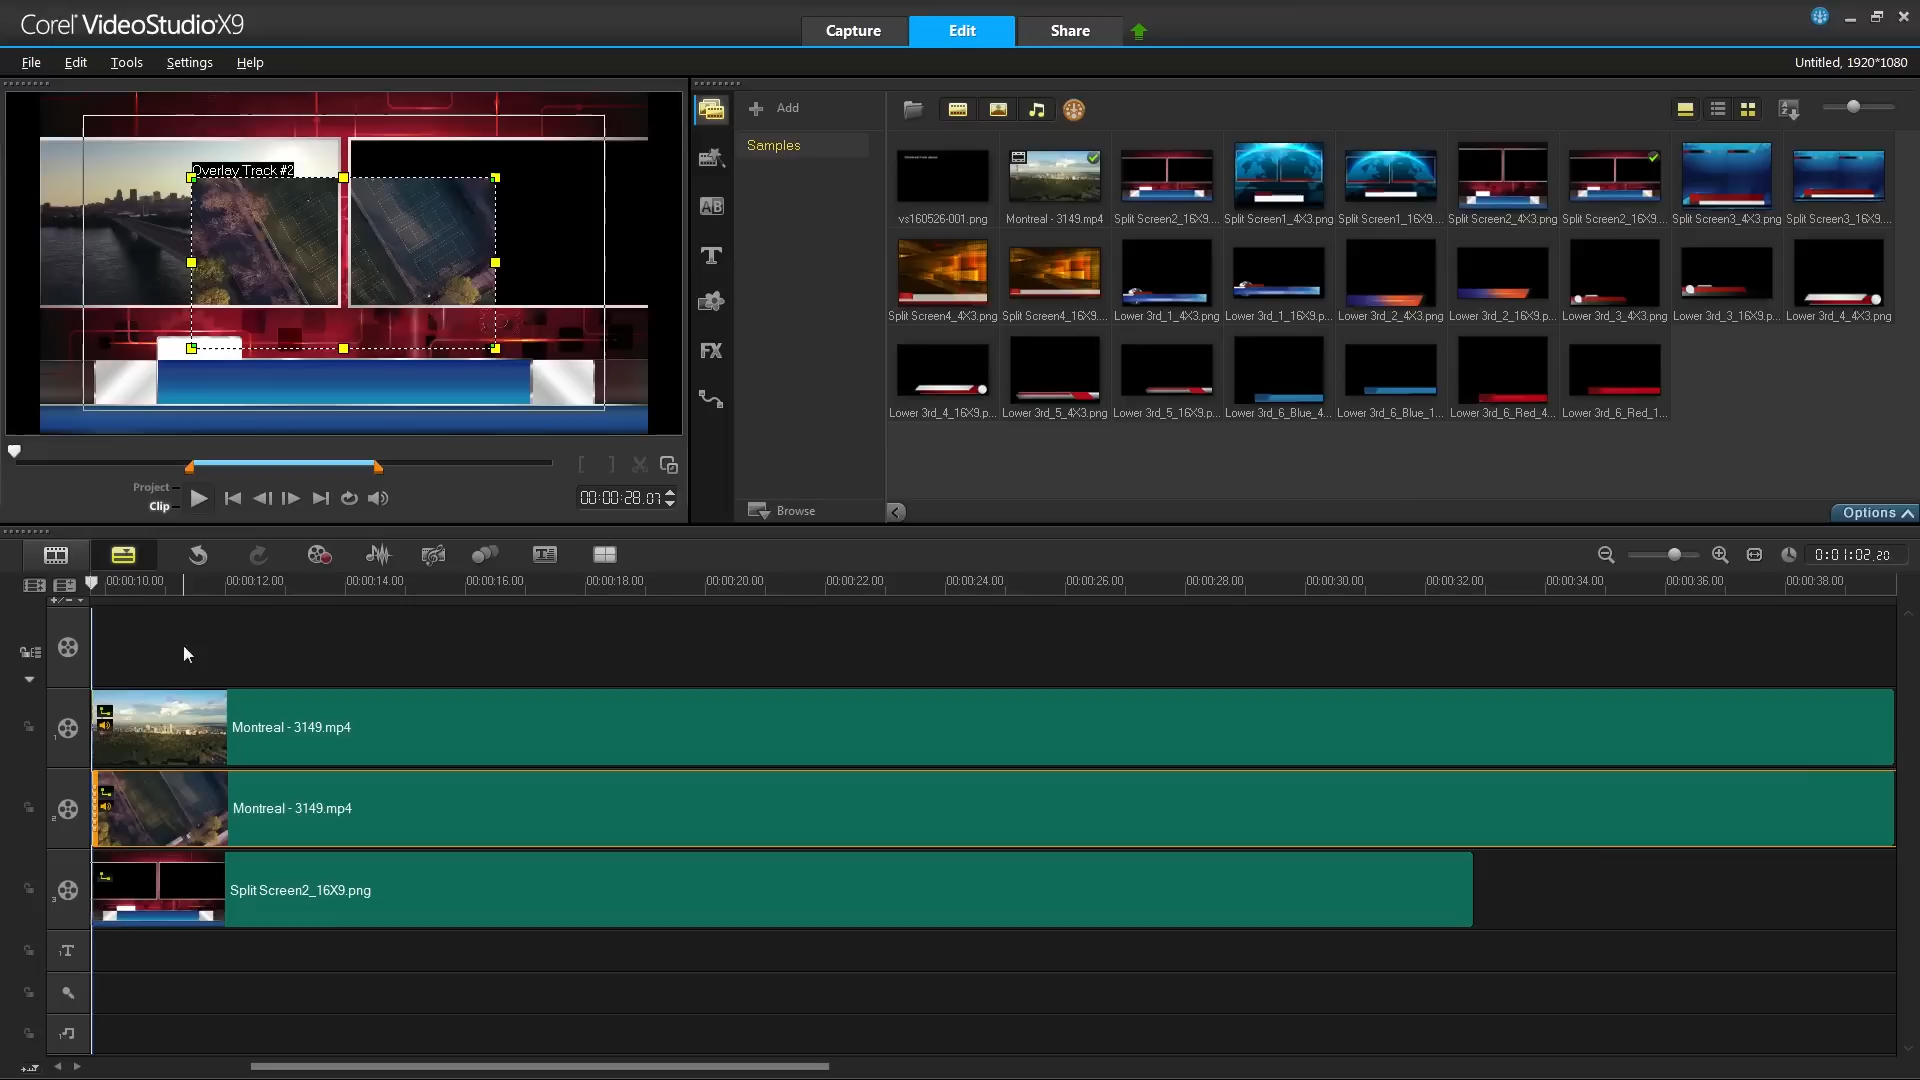 Corel VideoStudio X9
Capture
Edit
Share
File
Edit
Tools
Settings
Help
Untitled, 1920*1080
Overlay Track #2
Add
Samples
vs160526-001.png
Montreal - 3149.mp4
Split Screen2_16X9....
Split Screen1_4X3.png
Split Screen1_16X9....
Split Screen2_4X3.png
Split Screen2_16X9....
Split Screen3_4X3.png
Split Screen3_16X9....
Split Screen4_4X3.png
Split Screen4_16X9....
Lower 3rd_1_4X3.png
Lower 3rd_1_16X9.p...
Lower 3rd_2_4X3.png
Lower 3rd_2_16X9.p...
Lower 3rd_3_4X3.png
Lower 3rd_3_16X9.p...
Lower 3rd_4_4X3.png
Lower 3rd_4_16X9.p...
Lower 3rd_5_4X3.png
Lower 3rd_5_16X9.p...
Lower 3rd_6_Blue_4...
Lower 3rd_6_Blue_1...
Lower 3rd_6_Red_4...
Lower 3rd_6_Red_1...
AB
T
FX
Project
Clip
00:00:28.07
Browse
Options
0:01:02.20
00:00:10.00
00:00:12.00
00:00:14.00
00:00:16.00
00:00:18.00
00:00:20.00
00:00:22.00
00:00:24.00
00:00:26.00
00:00:28.00
00:00:30.00
00:00:32.00
00:00:34.00
00:00:36.00
00:00:38.00
1
Montreal - 3149.mp4
2
Montreal - 3149.mp4
3
Split Screen2_16X9.png
1T
1